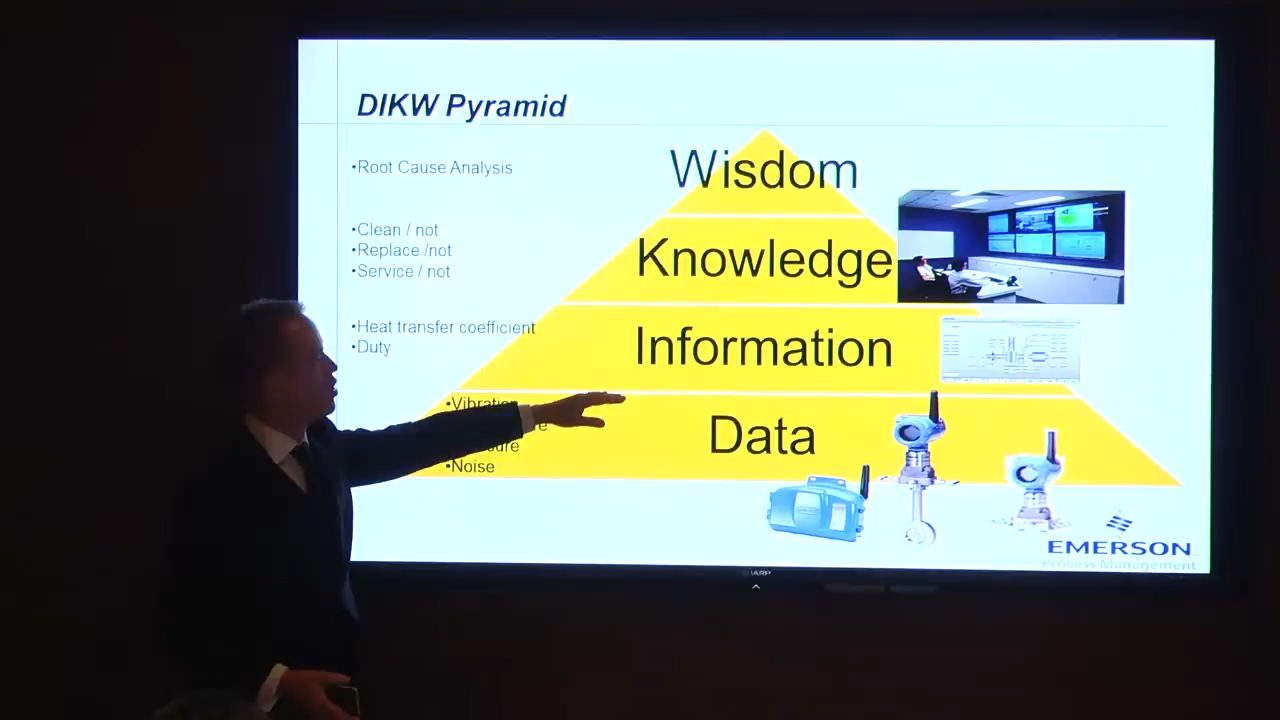 DIKW Pyramid
•Root Cause Analysis
Wisdom
•Clean / not
•Replace /not
•Service / not
Knowledge
•Heat transfer coefficient
•Duty
Information
•Vibration
•Noise
Data
EMERSON
Process Management
SHARP